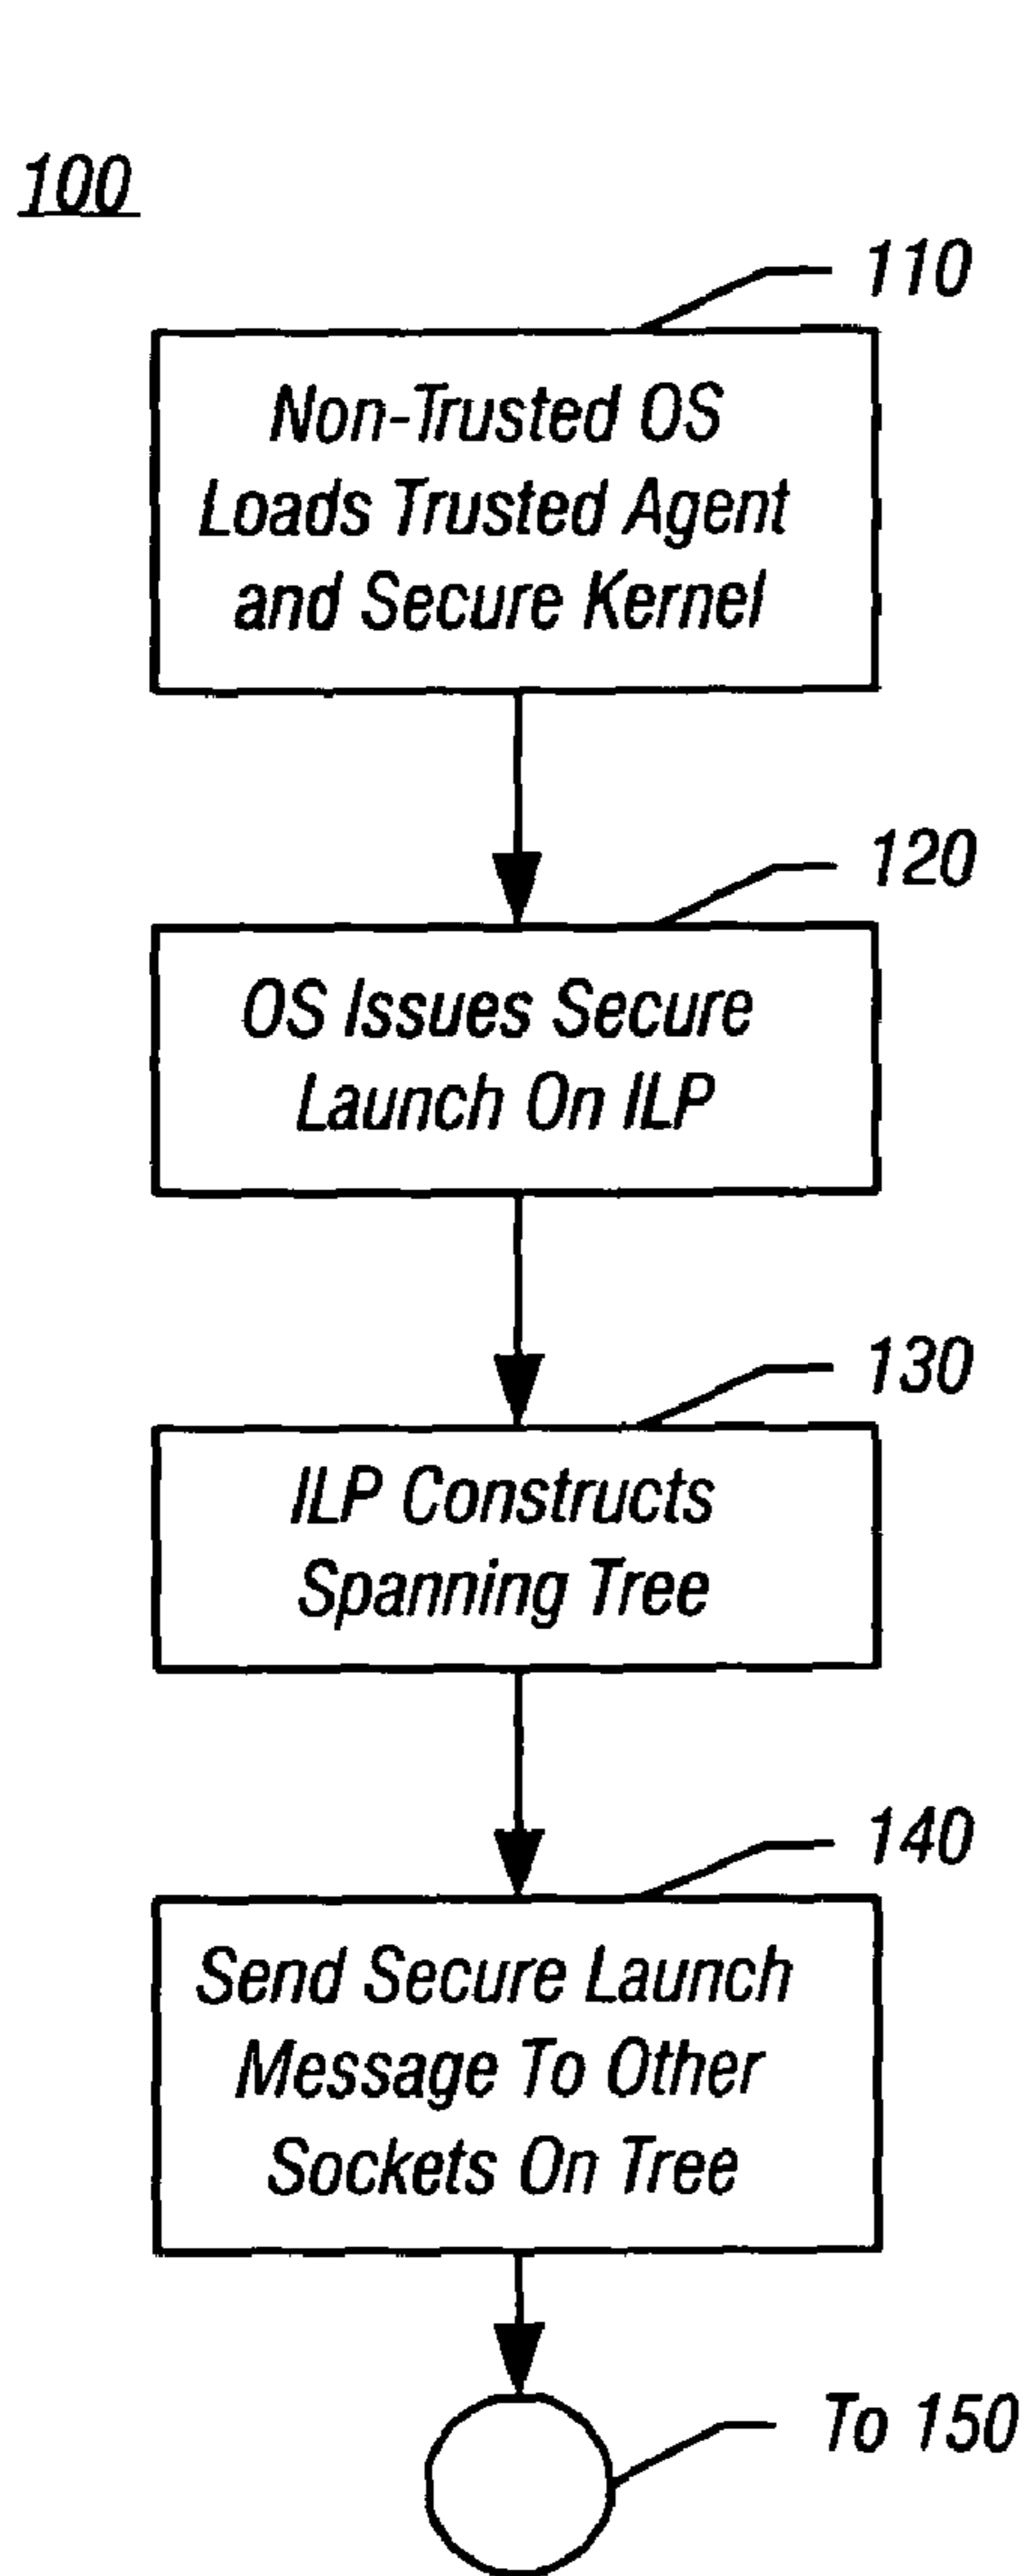 100
110
Non-Trusted OS
Loads Trusted Agent
and Secure Kernel
120
OS Issues Secure
Launch On ILP
130
ILP Constructs
Spanning Tree
140
Send Secure Launch
Message To Other
Sockets On Tree
To 150